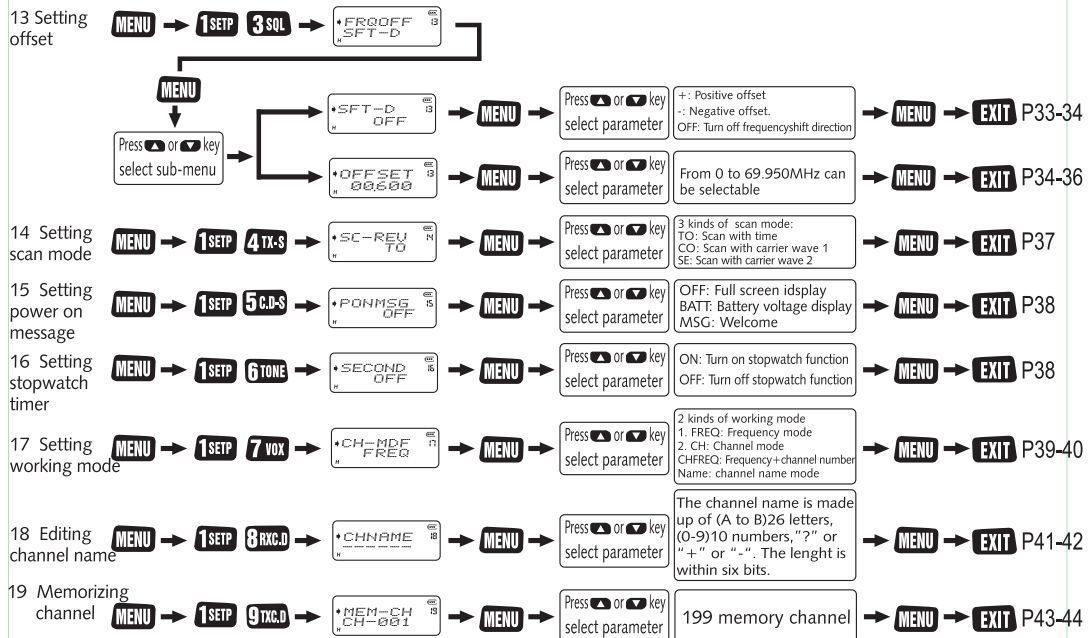 13 Setting offset
MENU 1 SETP 3 SQL
FRQOFF 13
SFT-D
H
MENU
Press ▲ or ▼ key
select sub-menu
SFT-D 13
OFF
H
MENU
Press ▲ or ▼ key
select parameter
+: Positive offset
-: Negative offset.
OFF: Turn off frequencyshift direction
MENU EXIT P33-34
OFFSET 13
00,600
H
MENU
Press ▲ or ▼ key
select parameter
From 0 to 69.950MHz can
be selectable
MENU EXIT P34-36
14 Setting
scan mode
MENU 1 SETP 4 TX-S
SC-REV 14
TO
H
MENU
Press ▲ or ▼ key
select parameter
3 kinds of scan mode:
TO: Scan with time
CO: Scan with carrier wave 1
SE: Scan with carrier wave 2
MENU EXIT P37
15 Setting
power on
message
MENU 1 SETP 5 C.D-S
PONMSG 15
OFF
H
MENU
Press ▲ or ▼ key
select parameter
OFF: Full screen idsplay
BATT: Battery voltage display
MSG: Welcome
MENU EXIT P38
16 Setting
stopwatch
timer
MENU 1 SETP 6 TONE
SECOND 16
OFF
H
MENU
Press ▲ or ▼ key
select parameter
ON: Turn on stopwatch function
OFF: Turn off stopwatch function
MENU EXIT P38
17 Setting
working mode
MENU 1 SETP 7 VOX
CH-MDF 17
FREQ
H
MENU
Press ▲ or ▼ key
select parameter
2 kinds of working mode
1. FREQ: Frequency mode
2. CH: Channel mode
CHFREQ: Frequency+channel number
Name: channel name mode
MENU EXIT P39-40
18 Editing
channel name
MENU 1 SETP 8 RXC.D
CHNAME 18
------
H
MENU
Press ▲ or ▼ key
select parameter
The channel name is made
up of (A to B)26 letters,
(0-9)10 numbers,"?" or
"+" or "-". The lenght is
within six bits.
MENU EXIT P41-42
19 Memorizing
channel
MENU 1 SETP 9 TXC.D
MEM-CH 19
CH-001
H
MENU
Press ▲ or ▼ key
select parameter
199 memory channel
MENU EXIT P43-44